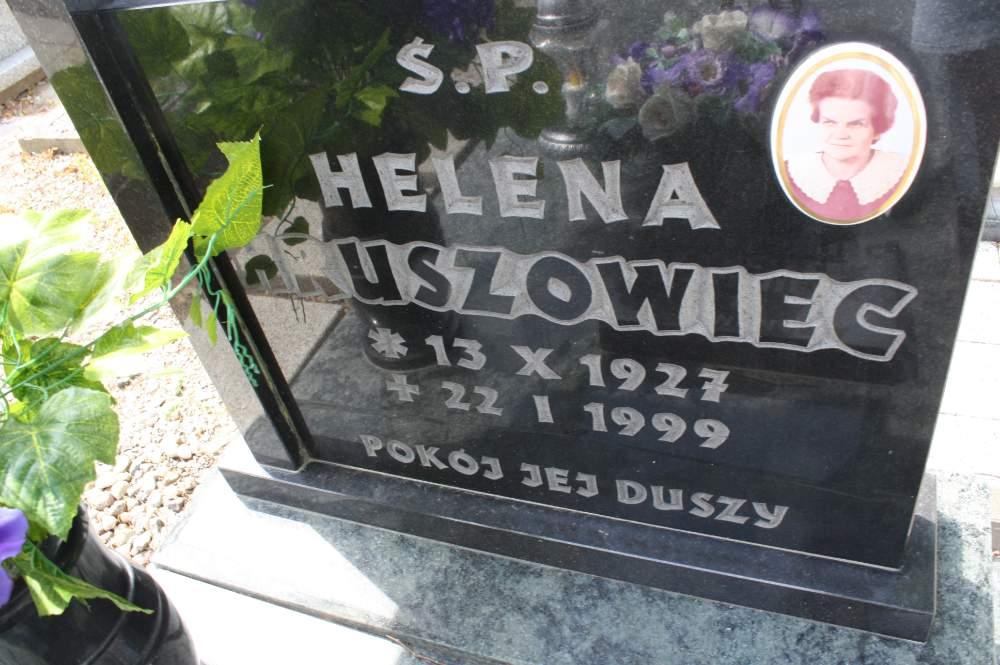 Ś.P.
HELENA
* 13 X 1927
+ 22 I 1999
POKÓJ JEJ DUSZY